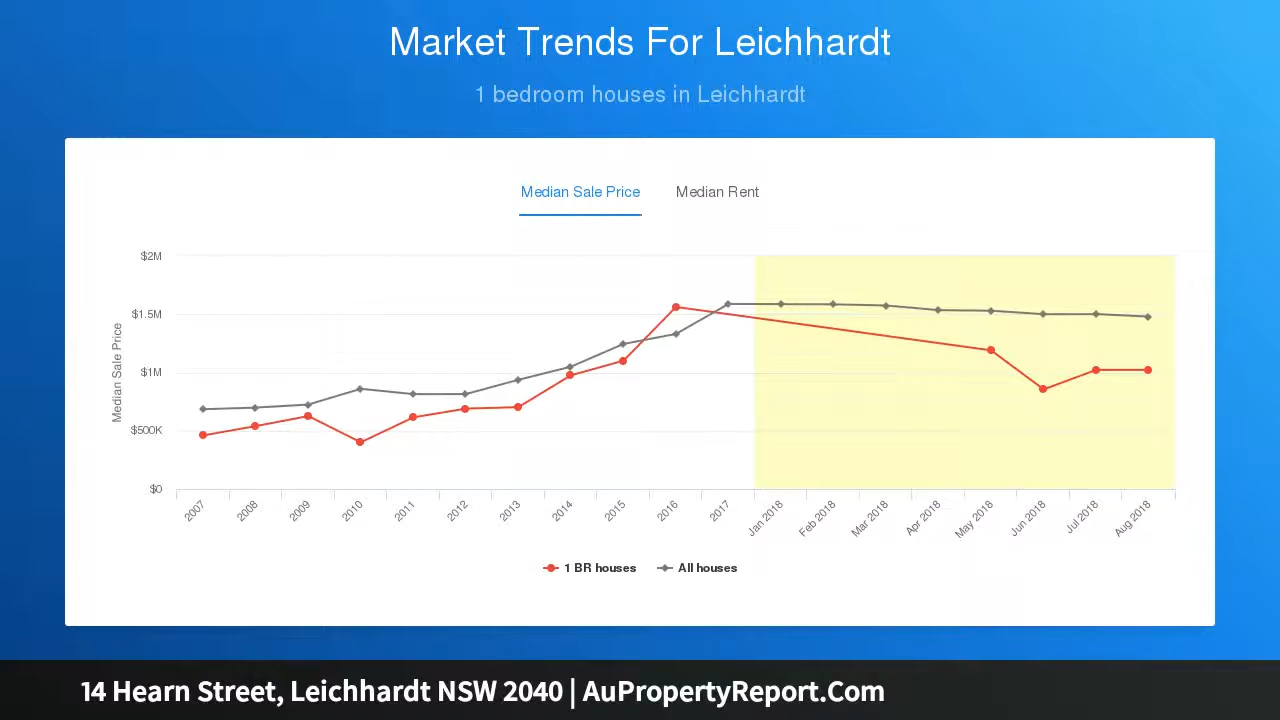 Market Trends For Leichhardt
1 bedroom houses in Leichhardt
Median Sale Price Median Rent
$2M
$1.5M
$1M
$500K
$0
Median Sale Price
2007 2008 2009 2010 2011 2012 2013 2014 2015 2016 2017 Jan 2018 Feb 2018 Mar 2018 Apr 2018 May 2018 Jun 2018 Jul 2018 Aug 2018
1 BR houses All houses
14 Hearn Street, Leichhardt NSW 2040 | AuPropertyReport.Com